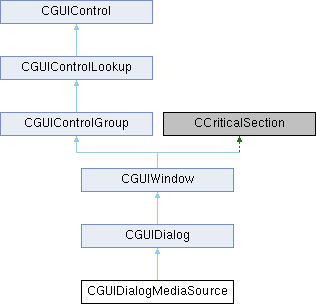 CGUIControl
CGUIControlLookup
CGUIControlGroup
CCriticalSection
CGUIWindow
CGUIDialog
CGUIDialogMediaSource